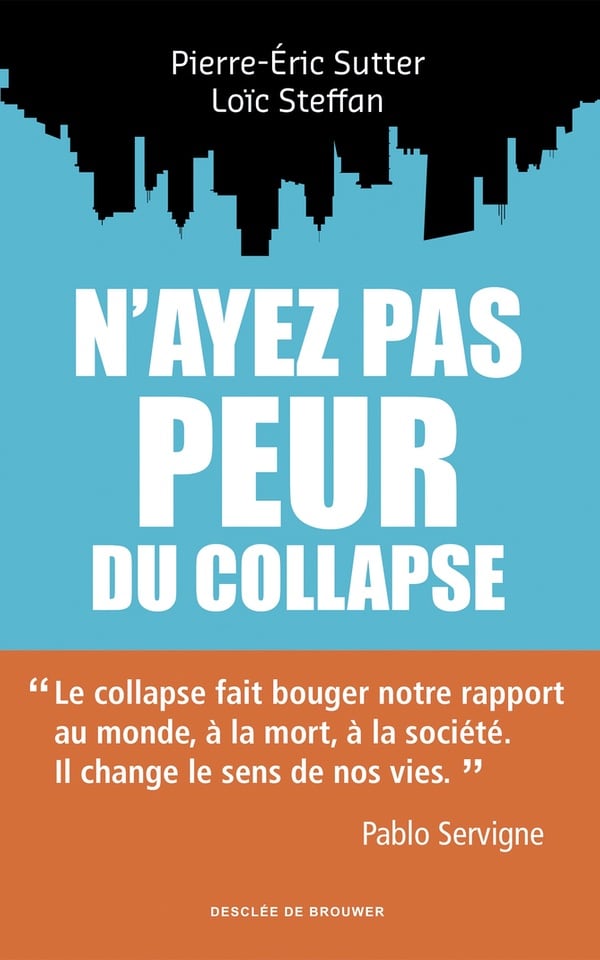 Pierre-Éric Sutter
Loïc Steffan
N’AYEZ PAS
PEUR
DU COLLAPSE
“ Le collapse fait bouger notre rapport
au monde, à la mort, à la société.
Il change le sens de nos vies. ”
Pablo Servigne
DESCLÉE DE BROUWER